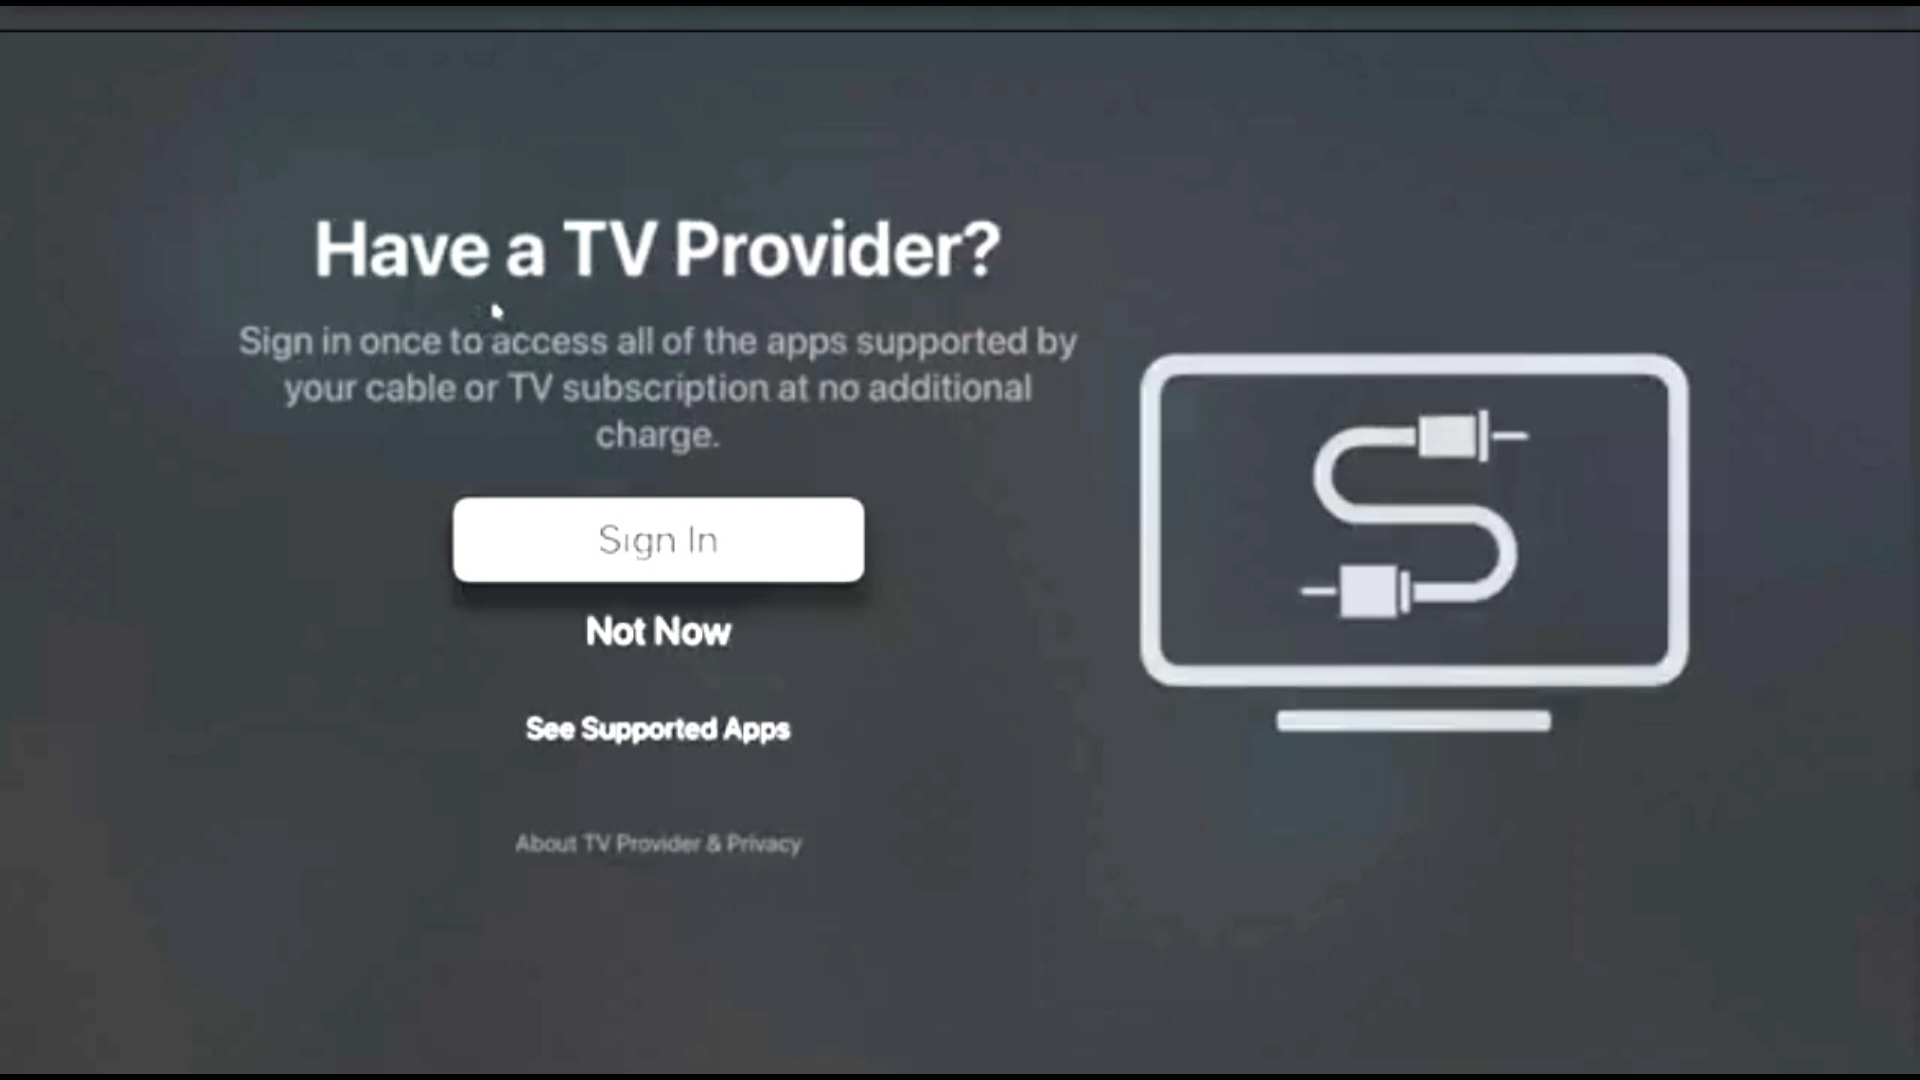 Have a TV Provider?
Sign in once to access all of the apps supported by
your cable or TV subscription at no additional
charge.
Sign In
Not Now
See Supported Apps
About TV Provider & Privacy